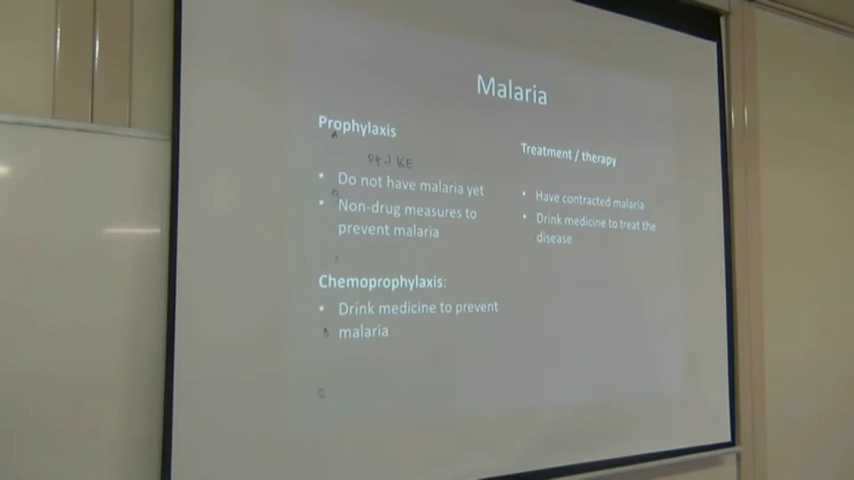 Malaria
Prophylaxis
• Do not have malaria yet
• Non-drug measures to
prevent malaria
Chemoprophylaxis:
• Drink medicine to prevent
malaria
Treatment / therapy
• Have contracted malaria
• Drink medicine to treat the
disease